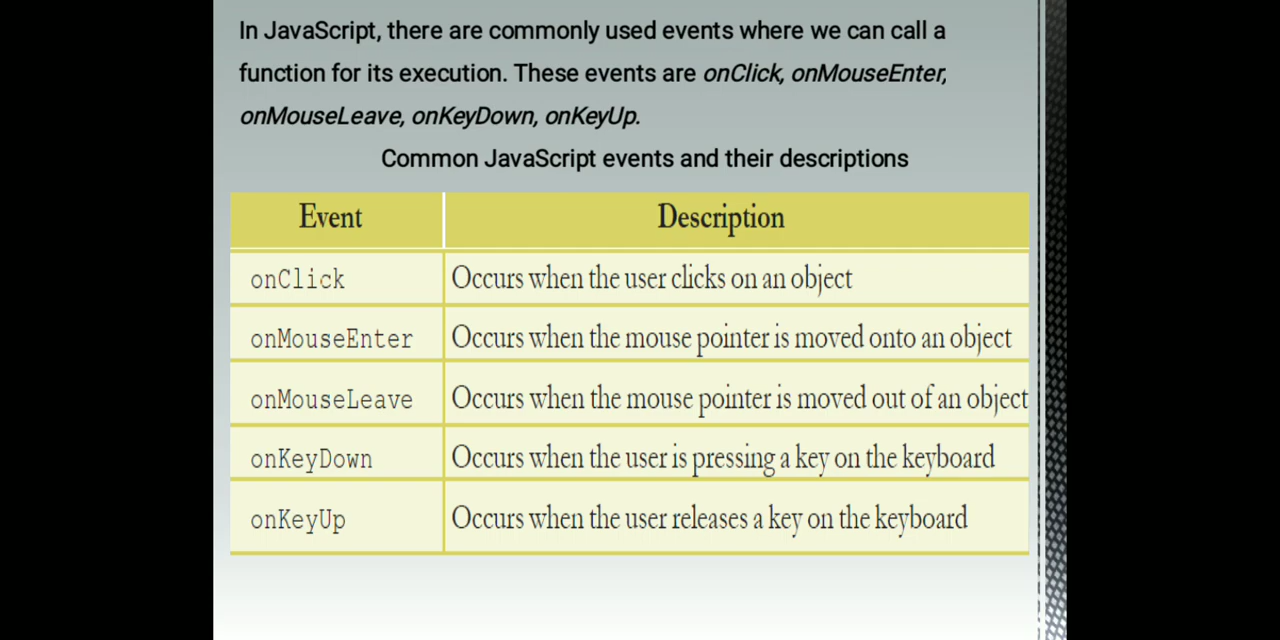 In JavaScript, there are commonly used events where we can call a
function for its execution. These events are onClick, onMouseEnter,
onMouseLeave, onKeyDown, onKeyUp.
Common JavaScript events and their descriptions
Event Description
onClick Occurs when the user clicks on an object
onMouseEnter Occurs when the mouse pointer is moved onto an object
onMouseLeave Occurs when the mouse pointer is moved out of an object
onKeyDown Occurs when the user is pressing a key on the keyboard
onKeyUp Occurs when the user releases a key on the keyboard